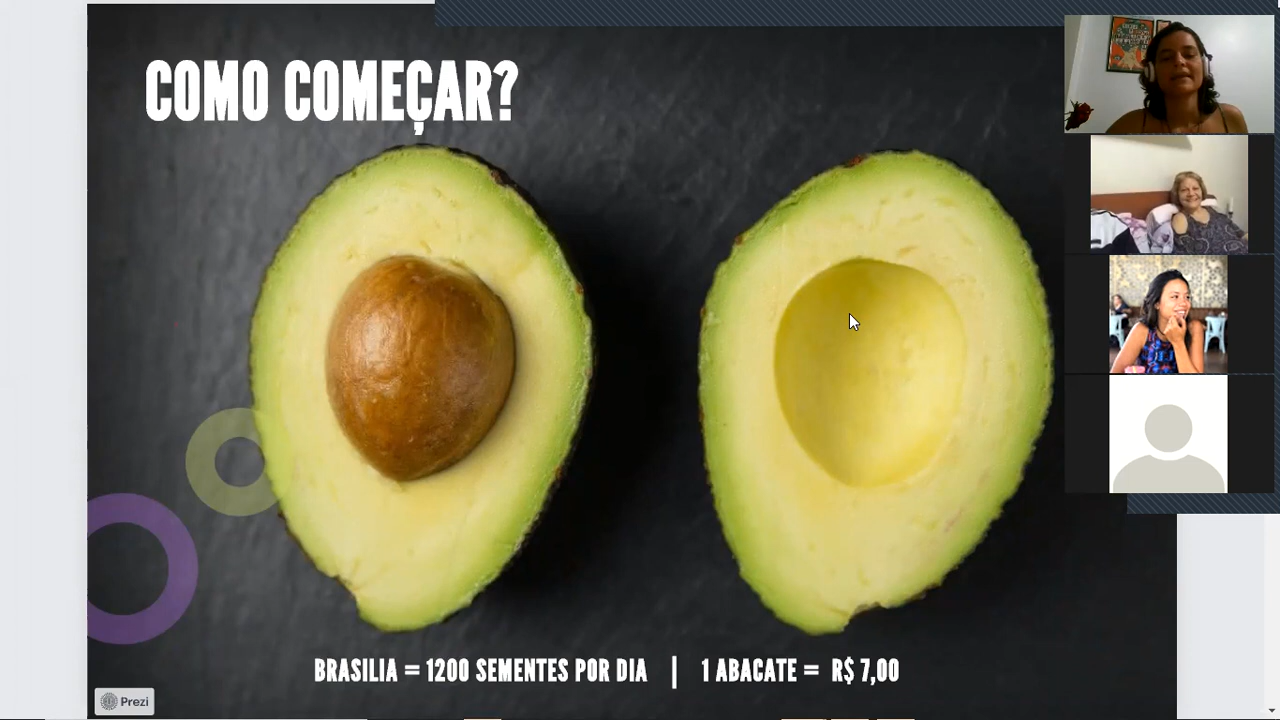 COMO COMEÇAR?
BRASILIA = 1200 SEMENTES POR DIA | 1 ABACATE = R$ 7,00
Prezi